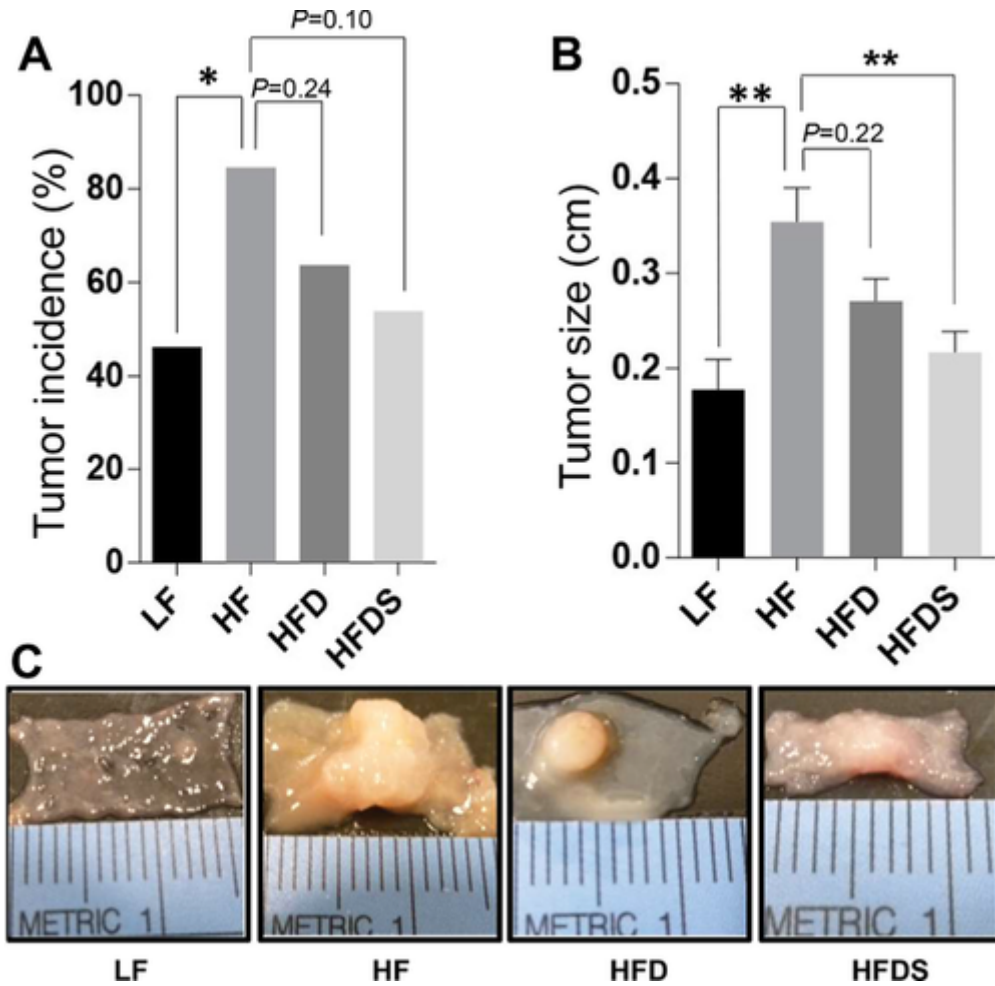 A
P=0.10
*
P=0.24
Tumor incidence (%)
100
80
60
40
20
0
LF
HF
HFD
HFDS
B
**
**
P=0.22
Tumor size (cm)
0.5
0.4
0.3
0.2
0.1
0.0
LF
HF
HFD
HFDS
C
METRIC 1
METRIC 1
METRIC 1
METRIC 1
LF
HF
HFD
HFDS